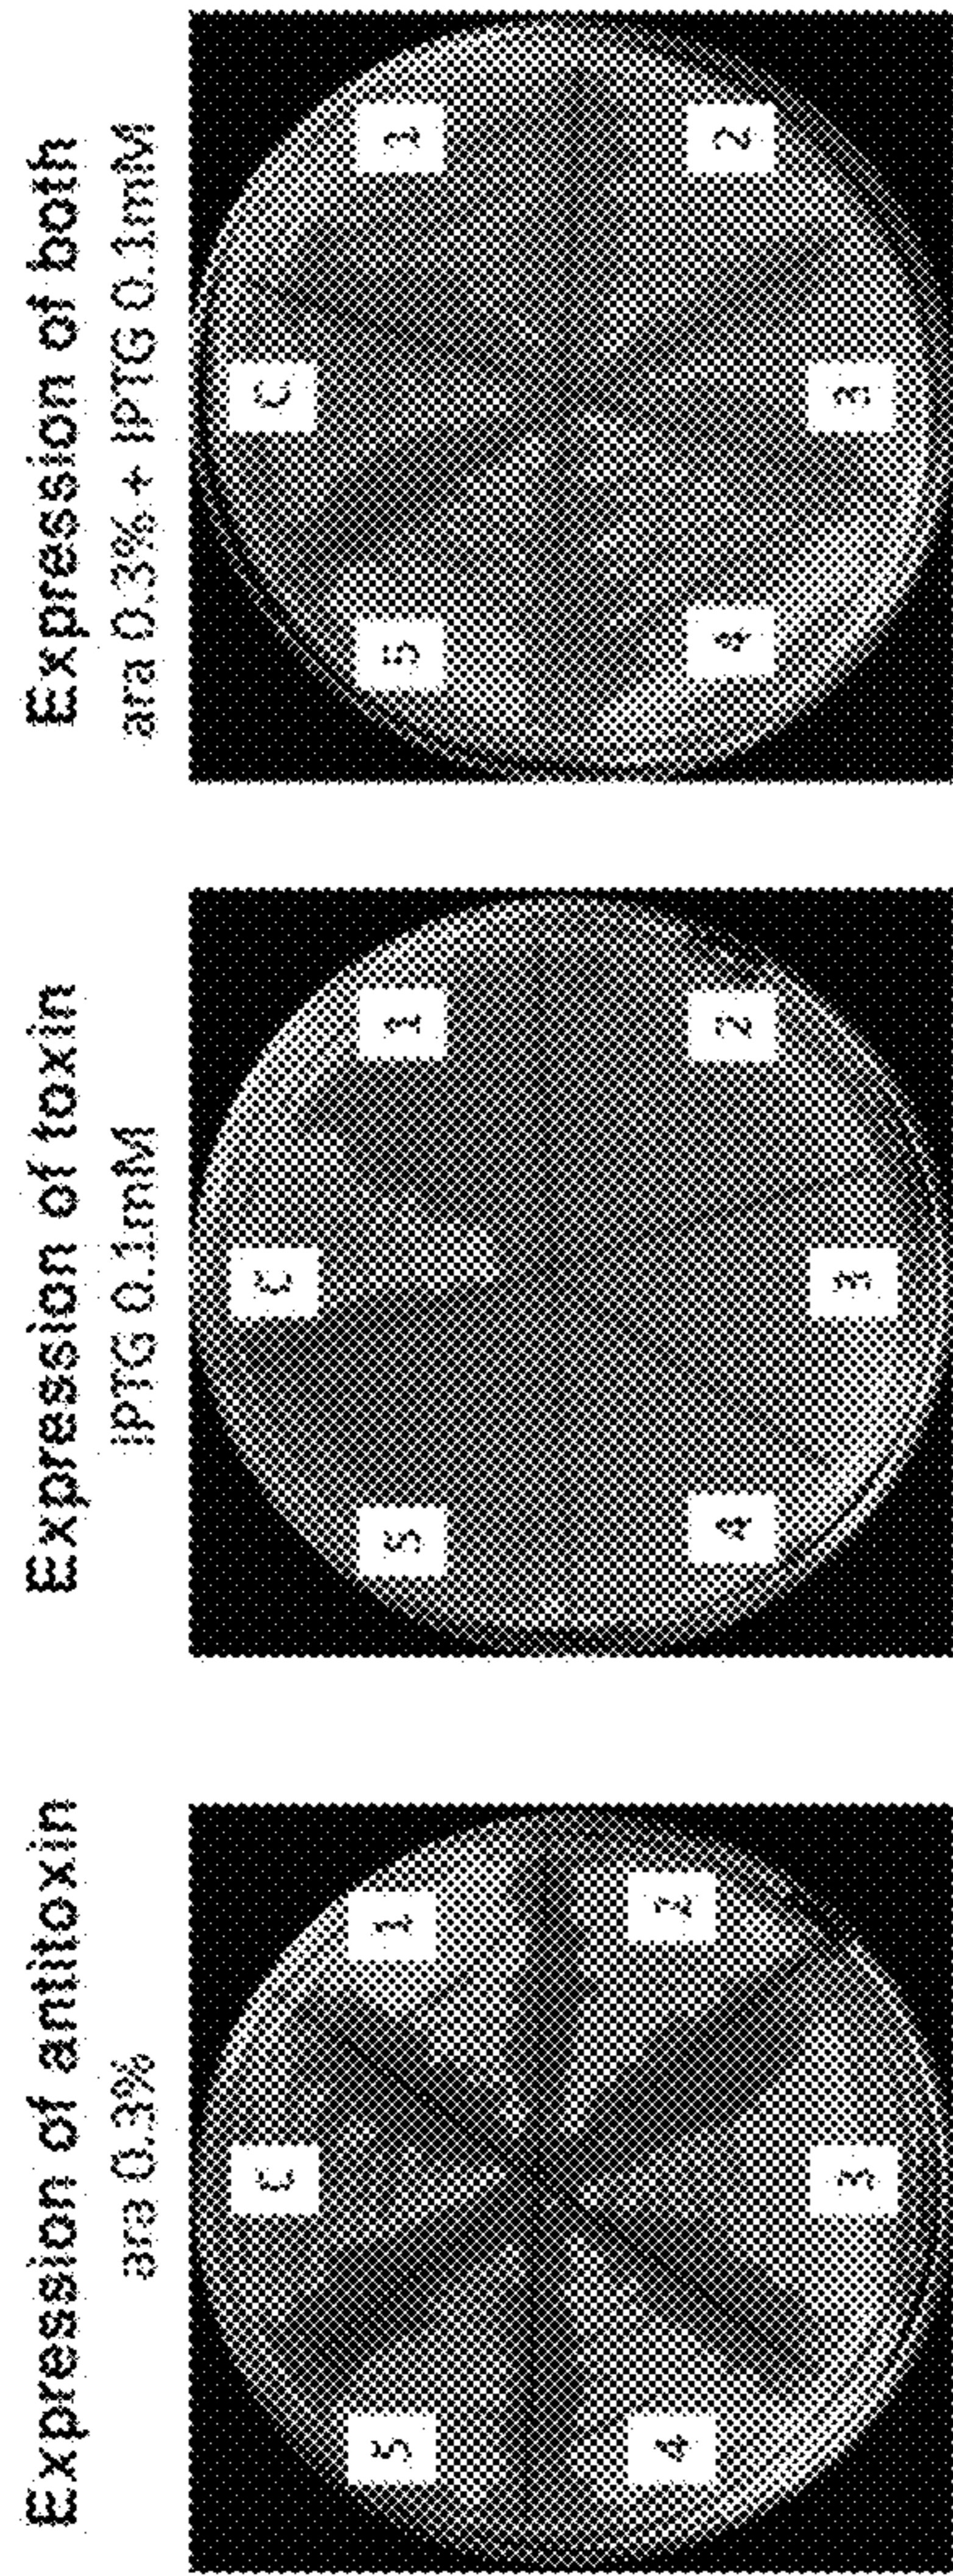 Expression of antitoxin
ara 0.3%
C
5
1
4
2
3
Expression of toxin
IPTG 0.1mM
C
5
1
4
2
3
Expression of both
ara 0.3% + IPTG 0.1mM
C
5
1
4
2
3